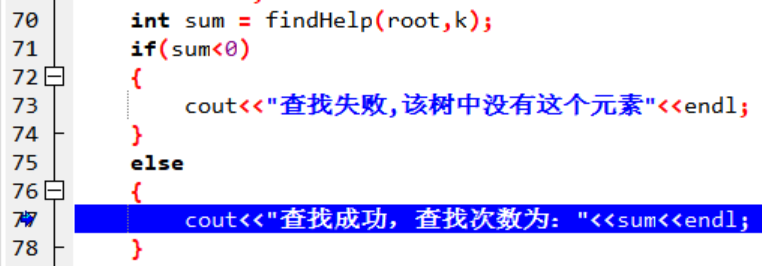 70 int sum = findHelp(root,k);
71 if(sum<0)
72 {
73 cout<<"查找失败,该树中没有这个元素"<<endl;
74 }
75 else
76 {
77 cout<<"查找成功，查找次数为："<<sum<<endl;
78 }